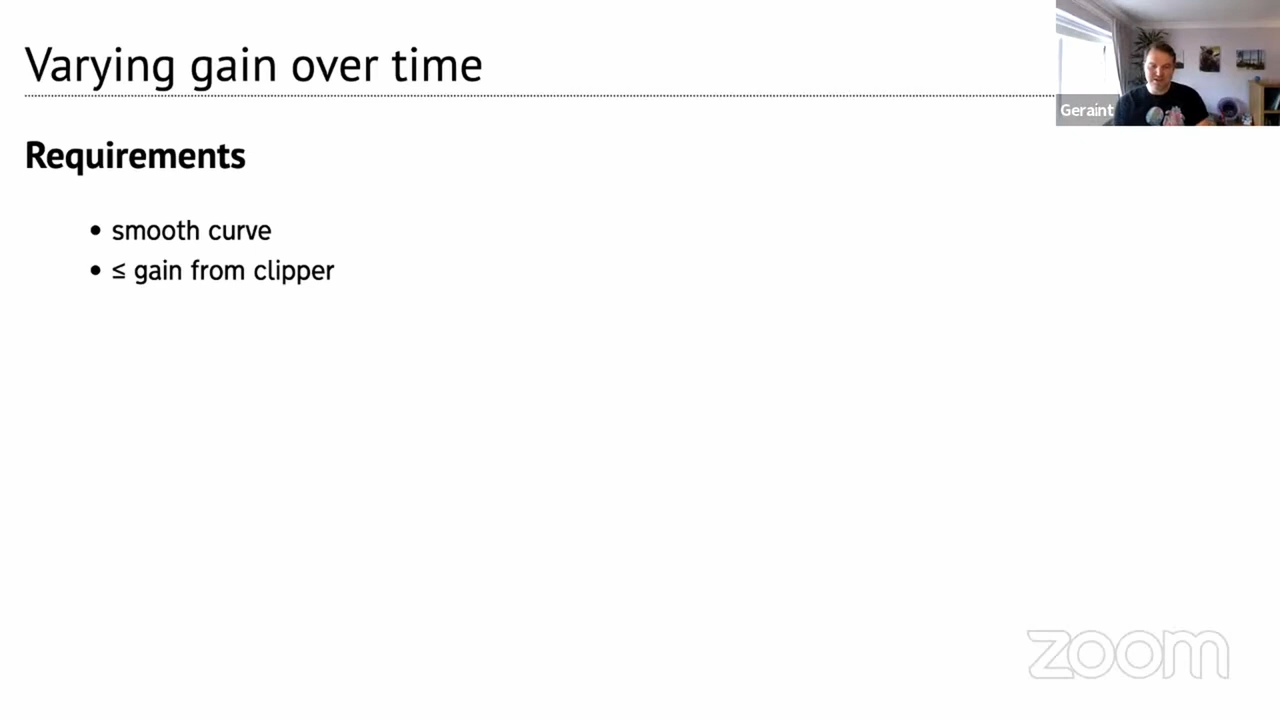 Varying gain over time
Geraint
Requirements
• smooth curve
• ≤ gain from clipper
zoom